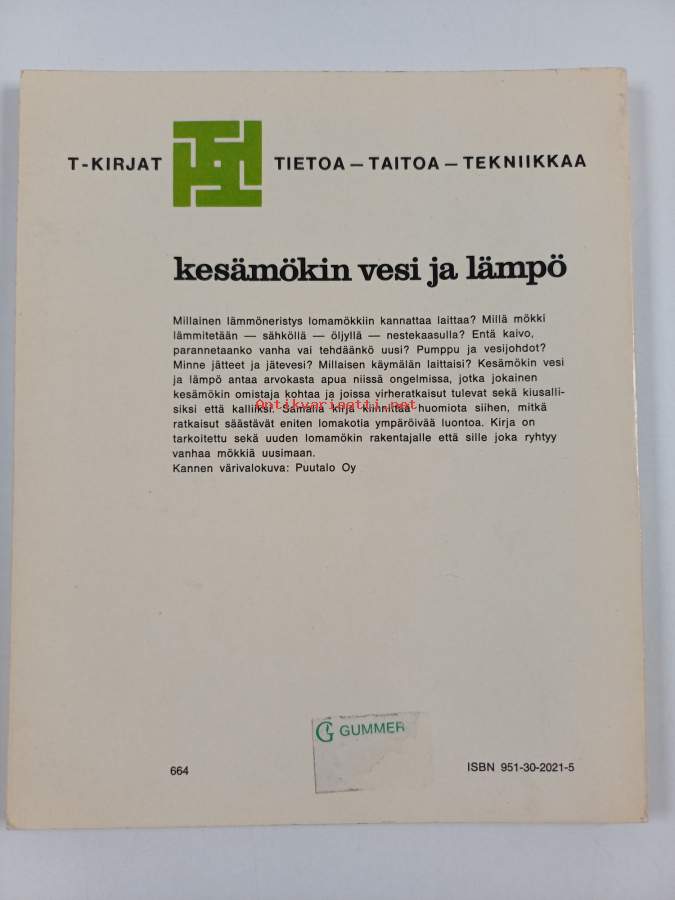 T-KIRJAT TIETOA — TAITOA — TEKNIIKKAA
kesämökin vesi ja lämpö
Millainen lämmöneristys lomamökkiin kannattaa laittaa? Millä mökki
lämmitetään — sähköllä — öljyllä — nestekaasulla? Entä kaivo,
parannetaanko vanha vai tehdäänkö uusi? Pumppu ja vesijohdot?
Minne jätteet ja jätevesi? Millaisen käymälän laittaisi? Kesämökin vesi
ja lämpö antaa arvokasta apua niissä ongelmissa, jotka jokainen
kesämökin omistaja kohtaa ja joissa virheratkaisut tulevat sekä kiusalli-
siksi että kalliiksi. Samalla kirja kiinnittää huomiota siihen, mitkä
Antikvariaatti.net
ratkaisut säästävät eniten lomakotia ympäröivää luontoa. Kirja on
tarkoitettu sekä uuden lomamökin rakentajalle että sille joka ryhtyy
vanhaa mökkiä uusimaan.
Kannen värivalokuva: Puutalo Oy
G GUMMER
664 ISBN 951-30-2021-5